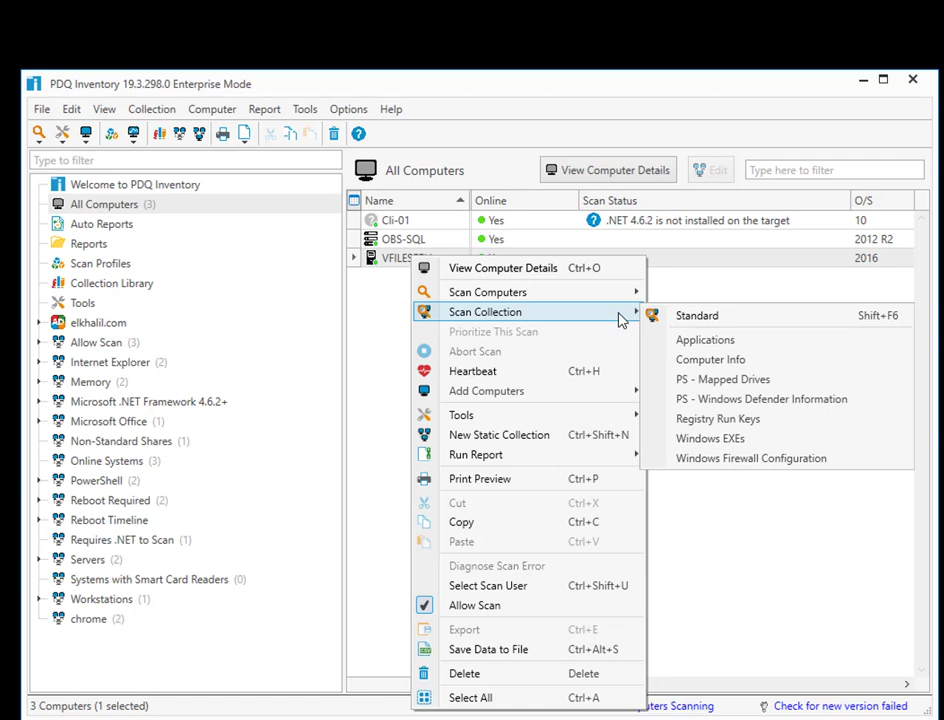 PDQ Inventory 19.3.298.0 Enterprise Mode
File Edit View Collection Computer Report Tools Options Help
Type to filter
All Computers
View Computer Details
Edit
Type here to filter
Welcome to PDQ Inventory
All Computers (3)
Auto Reports
Reports
Scan Profiles
Collection Library
Tools
elkhalil.com
Allow Scan (3)
Internet Explorer (2)
Memory (2)
Microsoft .NET Framework 4.6.2+
Microsoft Office (1)
Non-Standard Shares (1)
Online Systems (3)
PowerShell (2)
Reboot Required (2)
Reboot Timeline
Requires .NET to Scan (1)
Servers (2)
Systems with Smart Card Readers (0)
Workstations (1)
chrome (2)
Name Online Scan Status O/S
Cli-01 Yes .NET 4.6.2 is not installed on the target 10
OBS-SQL Yes 2012 R2
2016
View Computer Details Ctrl+O
Scan Computers
Scan Collection
Prioritize This Scan
Abort Scan
Heartbeat Ctrl+H
Add Computers
Tools
New Static Collection Ctrl+Shift+N
Run Report
Print Preview Ctrl+P
Cut Ctrl+X
Copy Ctrl+C
Paste Ctrl+V
Diagnose Scan Error
Select Scan User Ctrl+Shift+U
Allow Scan
Export Ctrl+E
Save Data to File Ctrl+Alt+S
Delete Delete
Select All Ctrl+A
Standard Shift+F6
Applications
Computer Info
PS - Mapped Drives
PS - Windows Defender Information
Registry Run Keys
Windows EXEs
Windows Firewall Configuration
3 Computers (1 selected)
Scanning
Check for new version failed